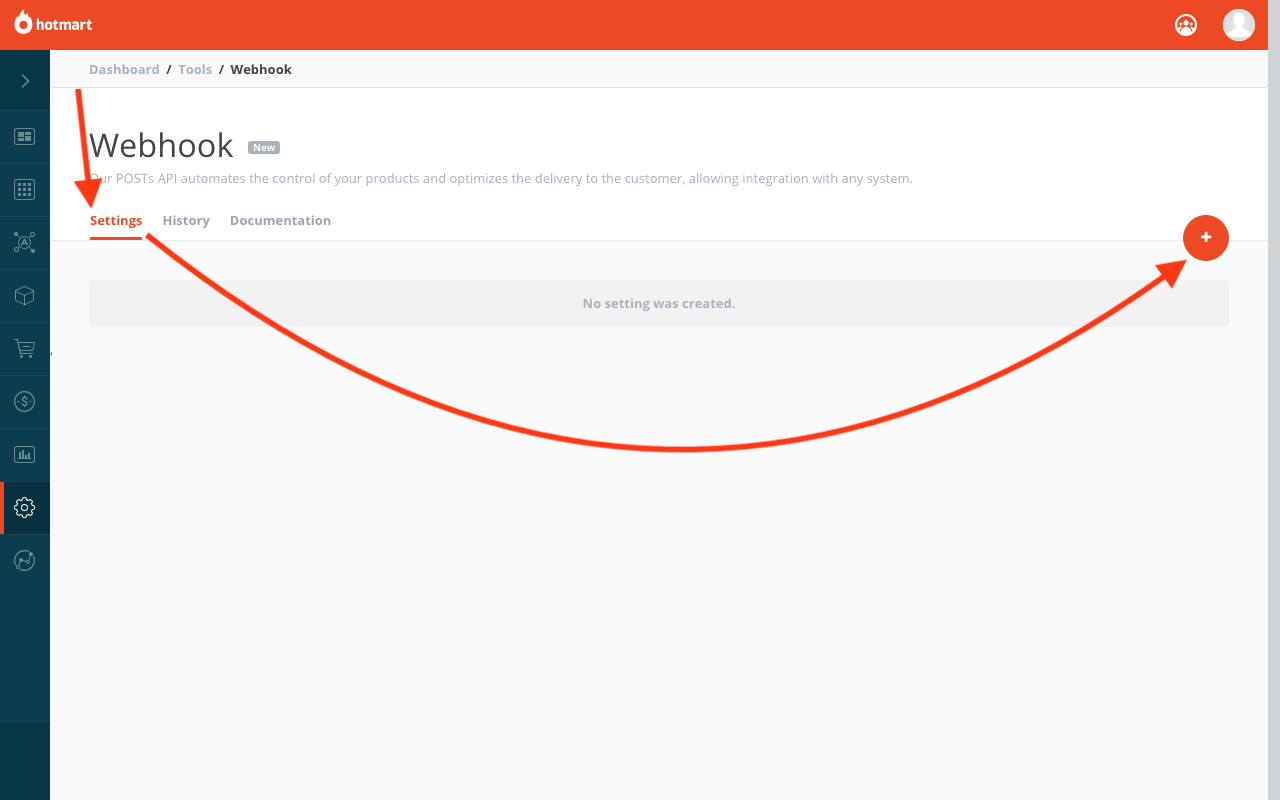 hotmart
Dashboard / Tools / Webhook
Webhook New
Our POSTs API automates the control of your products and optimizes the delivery to the customer, allowing integration with any system.
Settings History Documentation
+
No setting was created.